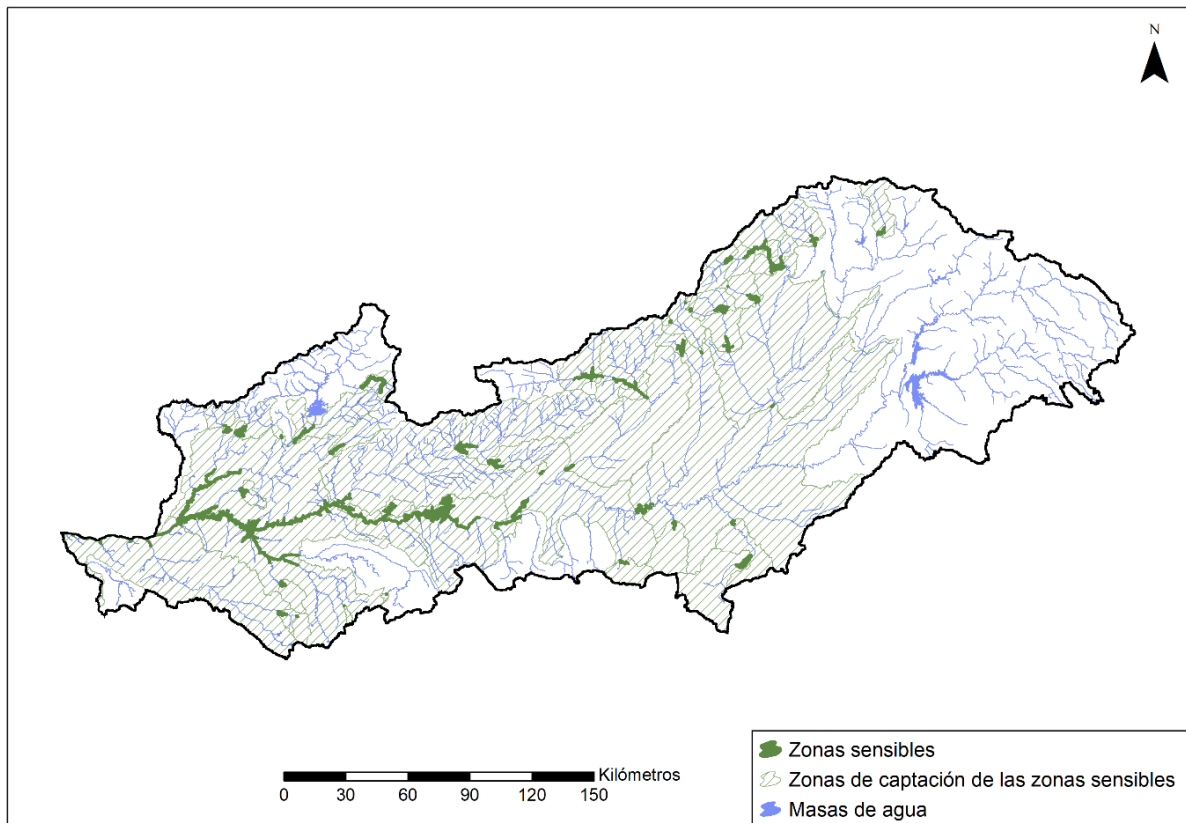 N
Zonas sensibles
Kilómetros
Zonas de captación de las zonas sensibles
0 30 60 90 120 150
Masas de agua